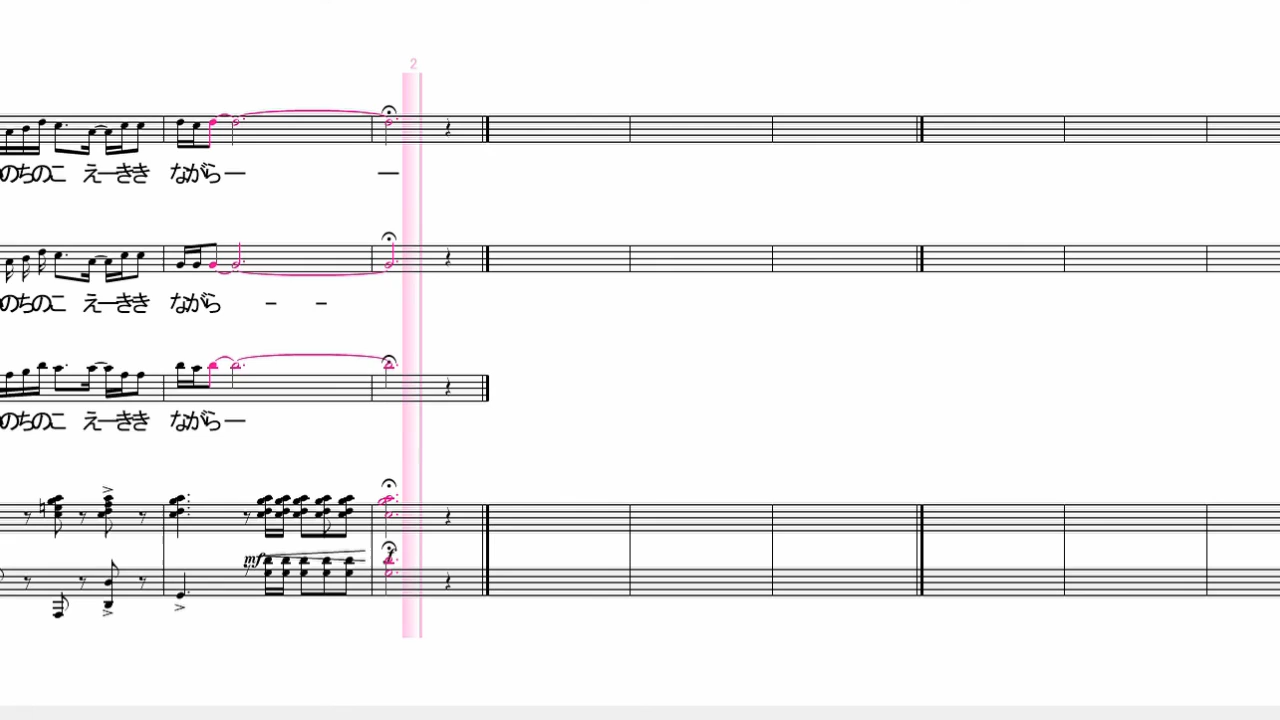 2
のちのこ えーきき ながらー ー
のちのこ えーきき ながら - -
のちのこ えーきき ながらー
mf